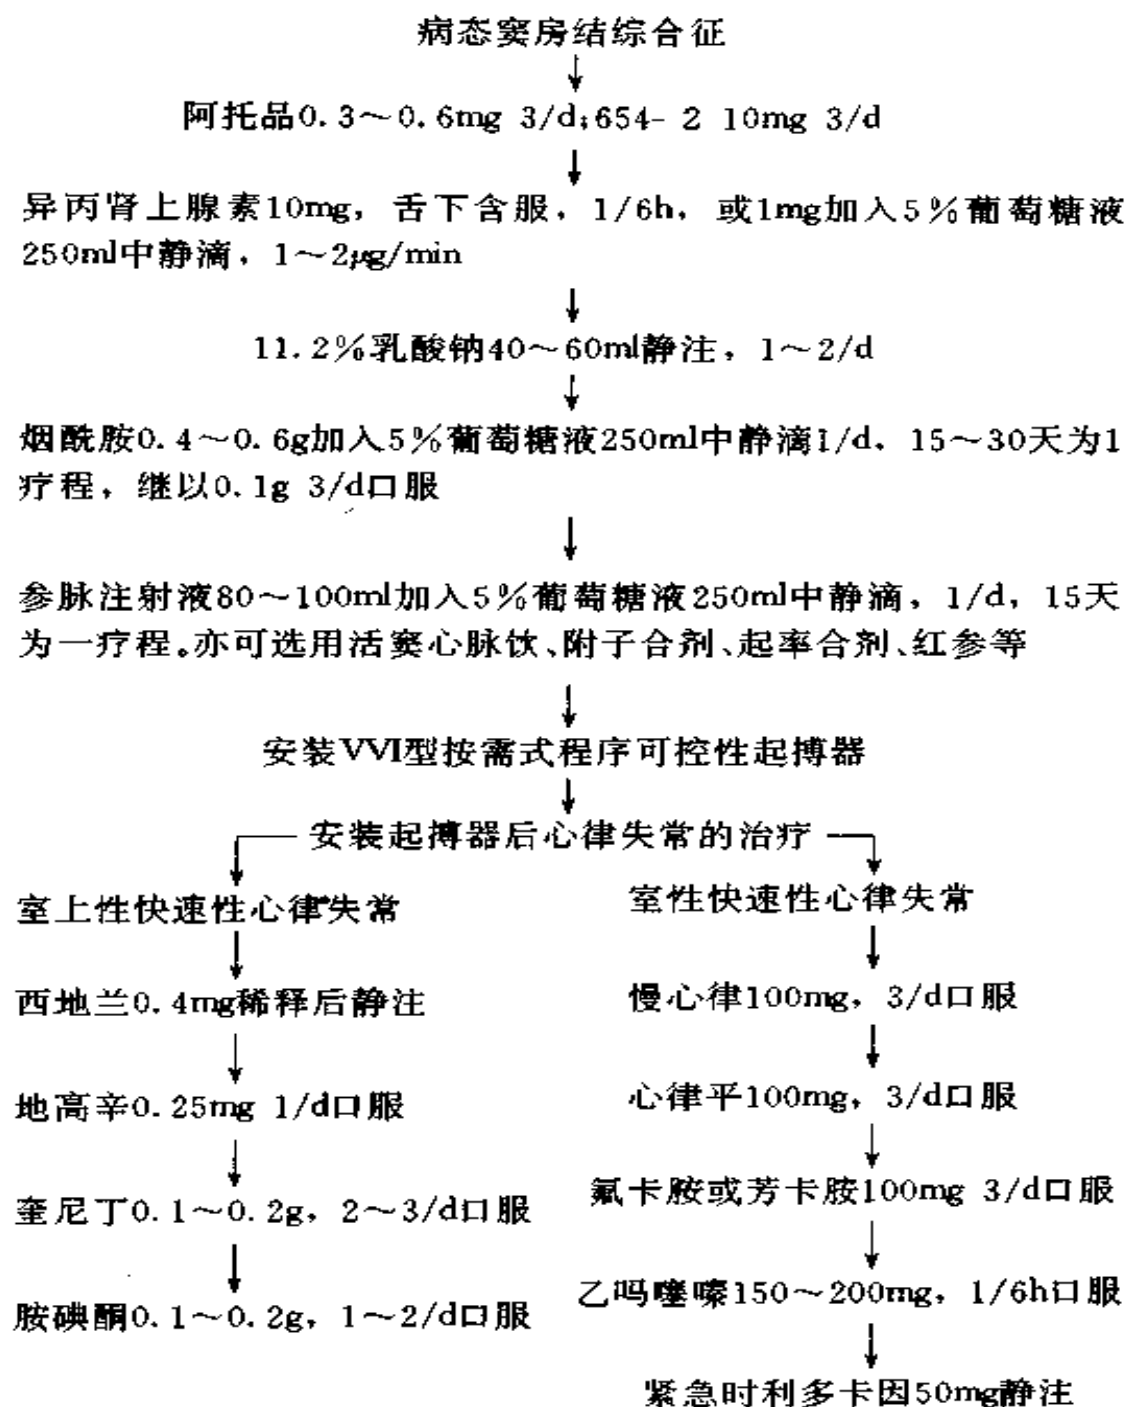 病态窦房结综合征
阿托品0.3～0.6mg 3/d;654-2 10mg 3/d
异丙肾上腺素10mg，舌下含服，1/6h，或1mg加入5%葡萄糖液
250ml中静滴，1～2μg/min
11.2%乳酸钠40～60ml静注，1～2/d
烟酰胺0.4～0.6g加入5%葡萄糖液250ml中静滴1/d，15～30天为1
疗程，继以0.1g 3/d口服
参脉注射液80～100ml加入5%葡萄糖液250ml中静滴，1/d，15天
为一疗程。亦可选用活窦心脉饮、附子合剂、起率合剂、红参等
安装VVI型按需式程序可控性起搏器
安装起搏器后心律失常的治疗
室上性快速性心律失常
西地兰0.4mg稀释后静注
地高辛0.25mg 1/d口服
奎尼丁0.1～0.2g，2～3/d口服
胺碘酮0.1～0.2g，1～2/d口服
室性快速性心律失常
慢心律100mg，3/d口服
心律平100mg，3/d口服
氟卡胺或芳卡胺100mg 3/d口服
乙吗噻嗪150～200mg，1/6h口服
紧急时利多卡因50mg静注